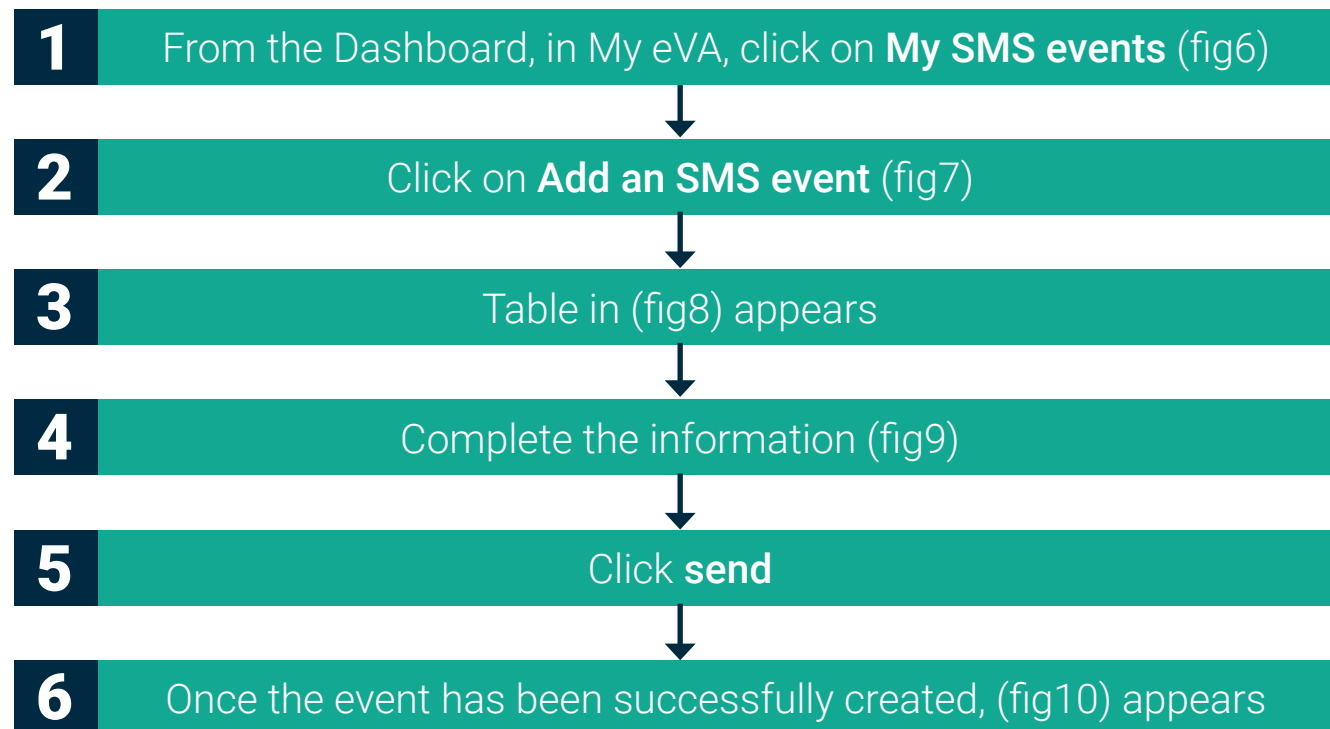 1 From the Dashboard, in My eVA, click on My SMS events (fig6)
2 Click on Add an SMS event (fig7)
3 Table in (fig8) appears
4 Complete the information (fig9)
5 Click send
6 Once the event has been successfully created, (fig10) appears